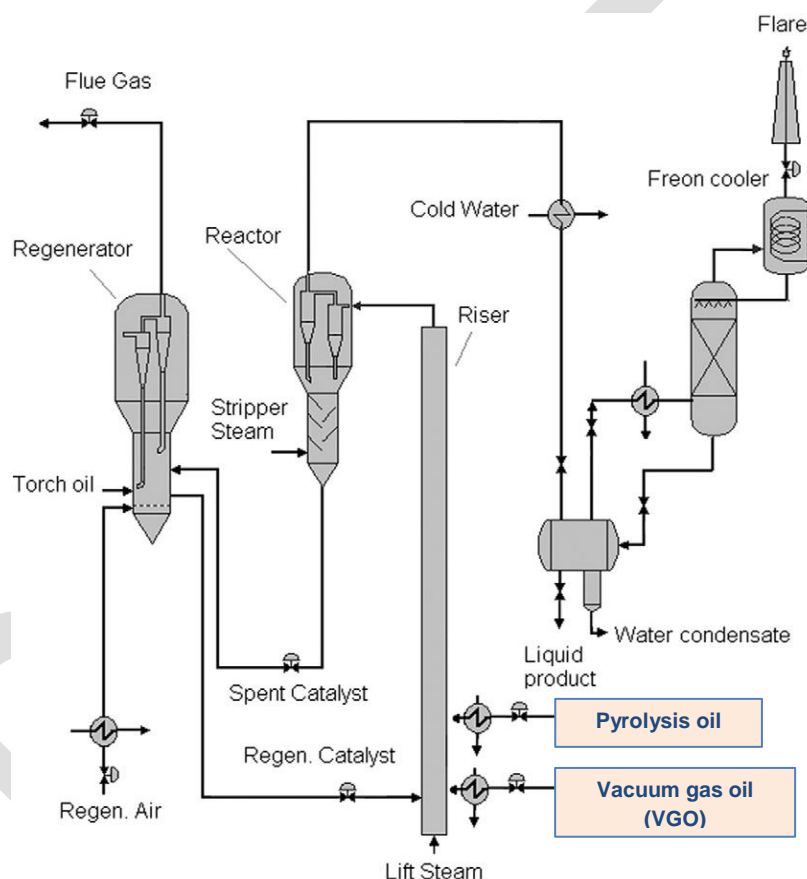 Flare
Flue Gas
Freon cooler
Cold Water
Reactor
Regenerator
Riser
Stripper
Steam
Torch oil
Water condensate
Liquid
product
Spent Catalyst
Pyrolysis oil
Regen. Catalyst
Vacuum gas oil
(VGO)
Regen. Air
Lift Steam